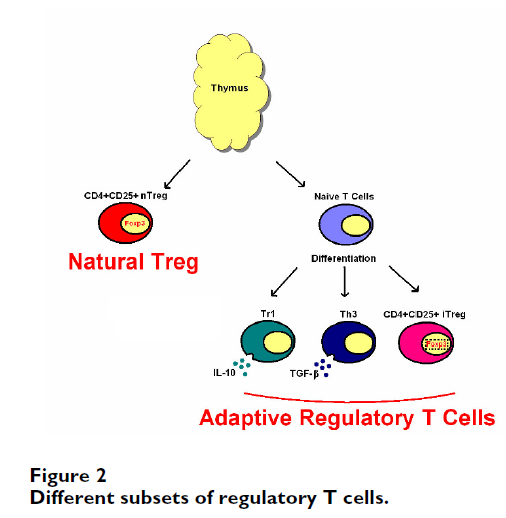 Thymus
CD4+CD25+ nTreg
Foxp3
Natural Treg
Naive T Cells
Differentiation
Tr1
Th3
CD4+CD25+ iTreg
Foxp3
IL-10
TGF-β
Adaptive Regulatory T Cells
Figure 2
Different subsets of regulatory T cells.